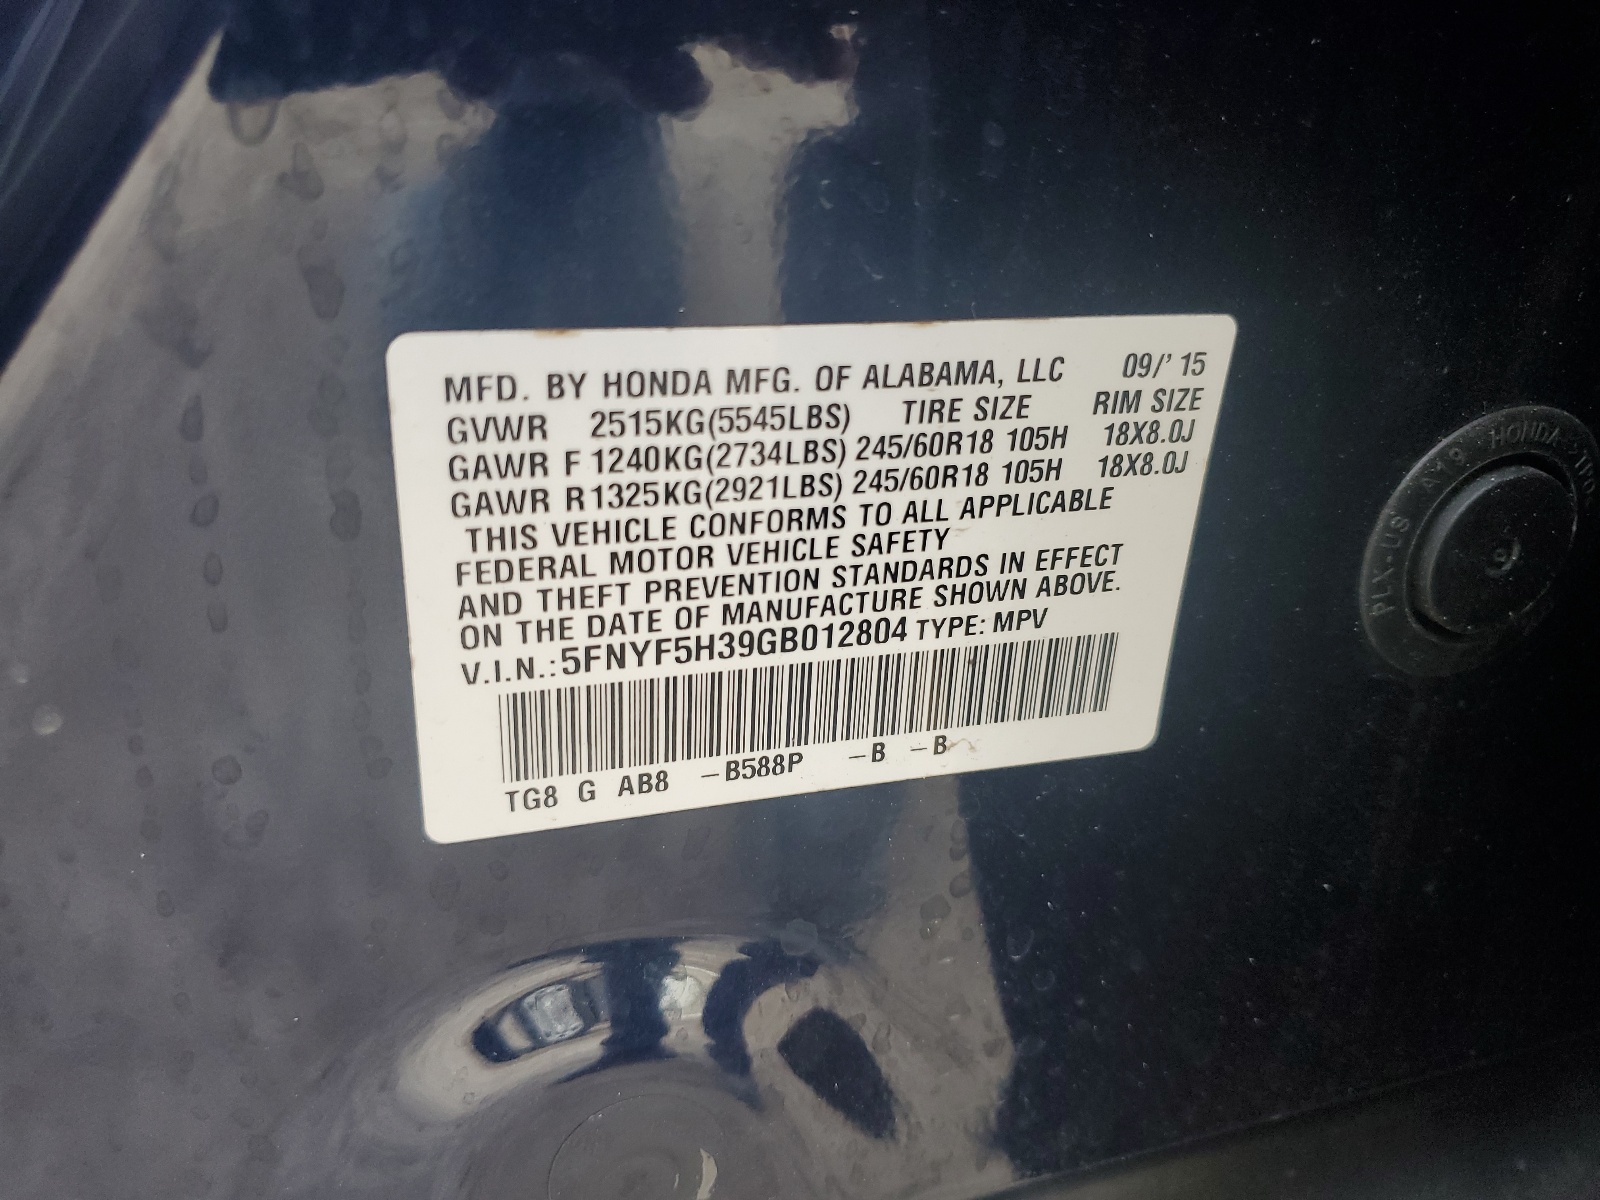 MFD. BY HONDA MFG. OF ALABAMA, LLC 09/' 15
GVWR 2515KG(5545LBS) TIRE SIZE RIM SIZE
GAWR F 1240KG(2734LBS) 245/60R18 105H 18X8.0J
GAWR R 1325KG(2921LBS) 245/60R18 105H 18X8.0J
THIS VEHICLE CONFORMS TO ALL APPLICABLE
FEDERAL MOTOR VEHICLE SAFETY
AND THEFT PREVENTION STANDARDS IN EFFECT
ON THE DATE OF MANUFACTURE SHOWN ABOVE.
V.I.N.: 5FNYF5H39GB012804 TYPE: MPV
TG8 G AB8 -B588P -B -B
HONDA